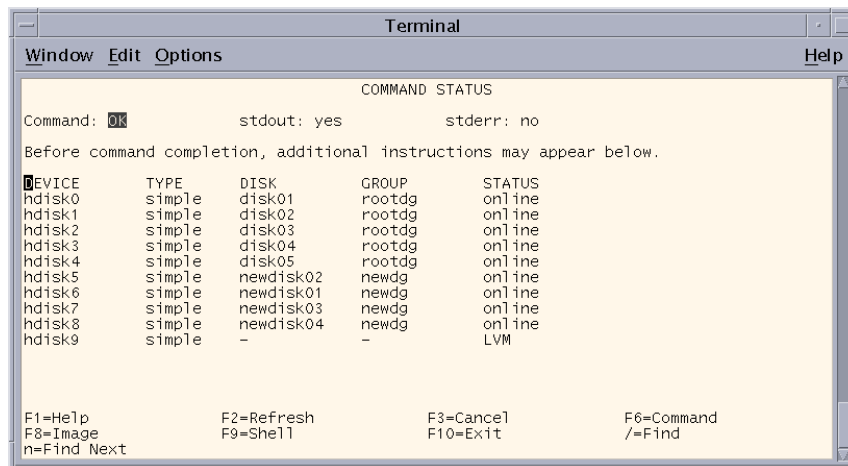 Terminal
Window Edit Options Help
COMMAND STATUS
Command: OK stdout: yes stderr: no
Before command completion, additional instructions may appear below.
DEVICE TYPE DISK GROUP STATUS
hdisk0 simple disk01 rootdg online
hdisk1 simple disk02 rootdg online
hdisk2 simple disk03 rootdg online
hdisk3 simple disk04 rootdg online
hdisk4 simple disk05 rootdg online
hdisk5 simple newdisk02 newdg online
hdisk6 simple newdisk01 newdg online
hdisk7 simple newdisk03 newdg online
hdisk8 simple newdisk04 newdg online
hdisk9 simple - - LVM
F1=Help F2=Refresh F3=Cancel F6=Command
F8=Image F9=Shell F10=Exit /=Find
n=Find Next